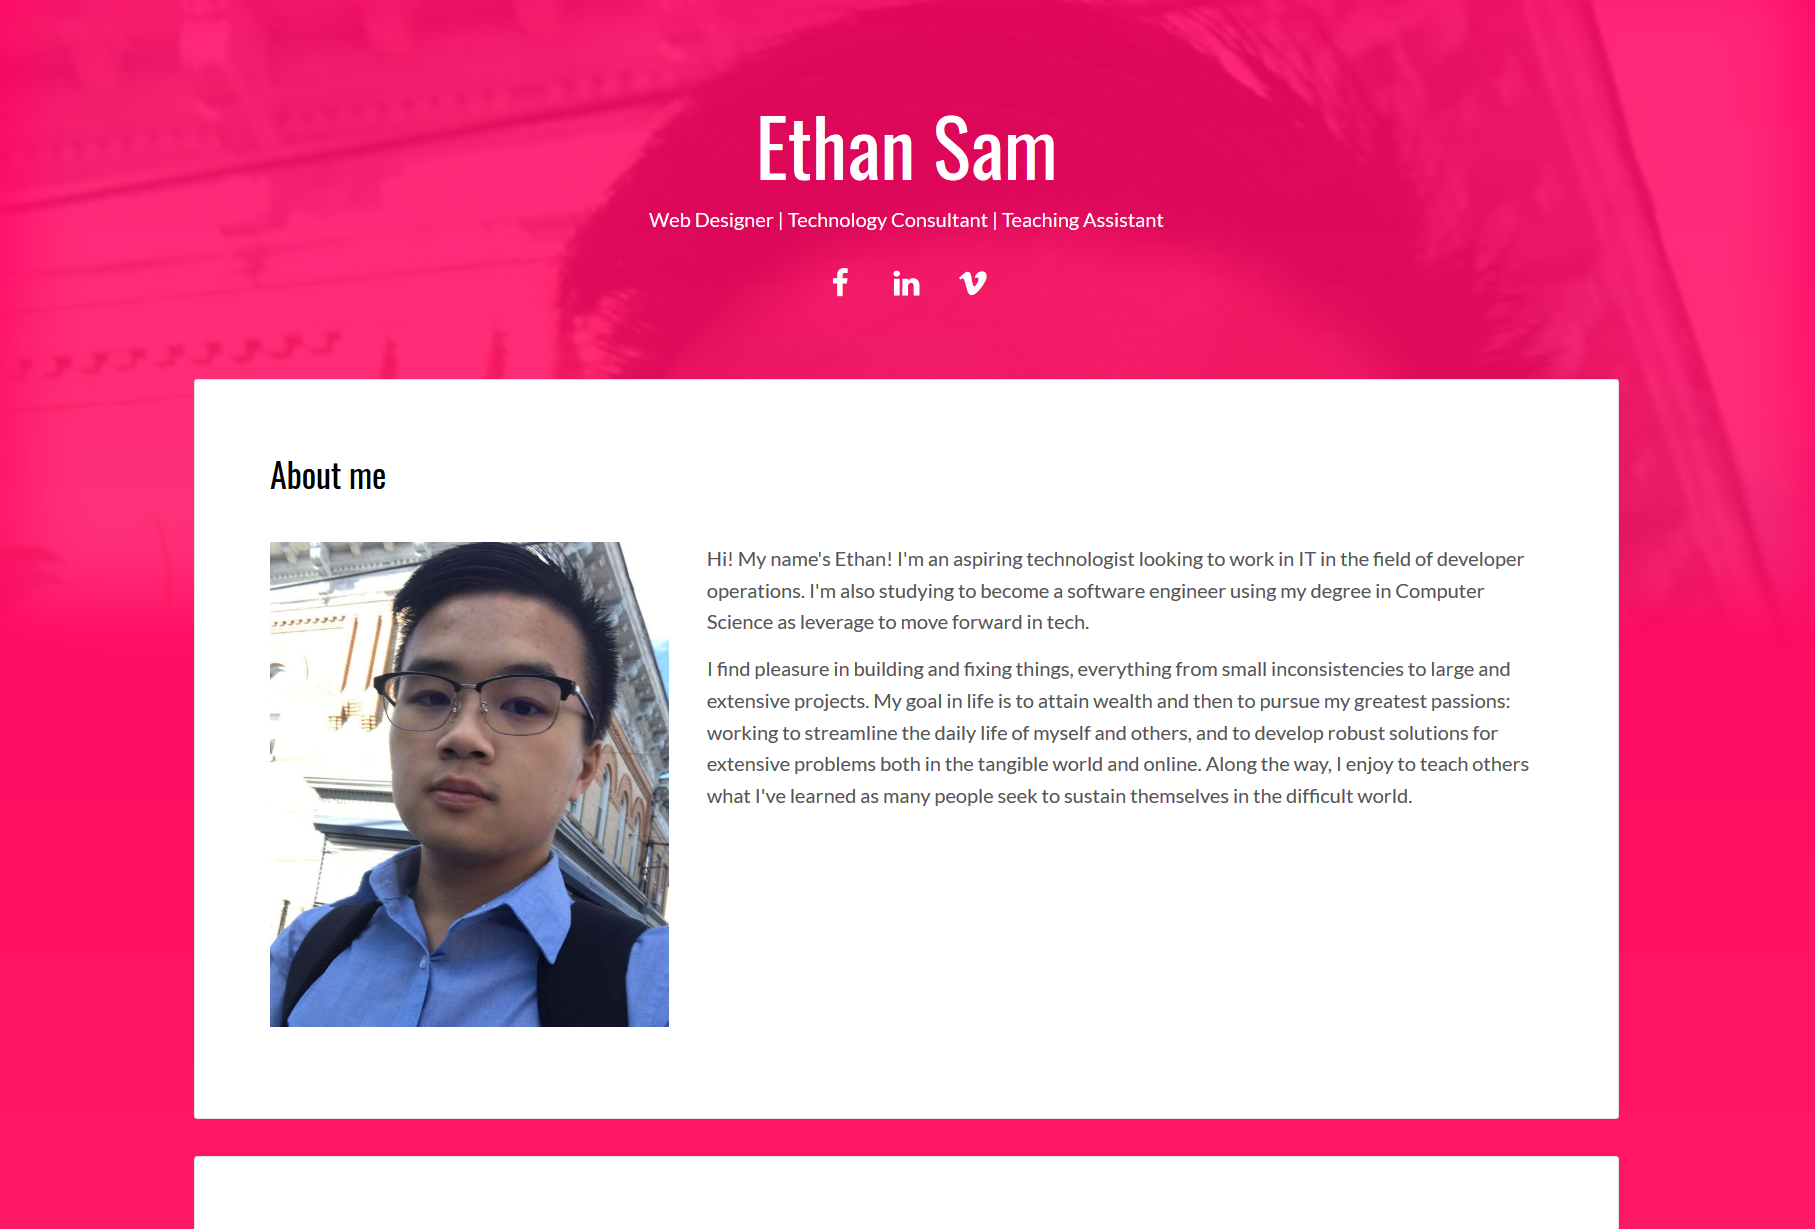 Ethan Sam
Web Designer | Technology Consultant | Teaching Assistant
About me
Hi! My name's Ethan! I'm an aspiring technologist looking to work in IT in the field of developer
operations. I'm also studying to become a software engineer using my degree in Computer
Science as leverage to move forward in tech.
I find pleasure in building and fixing things, everything from small inconsistencies to large and
extensive projects. My goal in life is to attain wealth and then to pursue my greatest passions:
working to streamline the daily life of myself and others, and to develop robust solutions for
extensive problems both in the tangible world and online. Along the way, I enjoy to teach others
what I've learned as many people seek to sustain themselves in the difficult world.